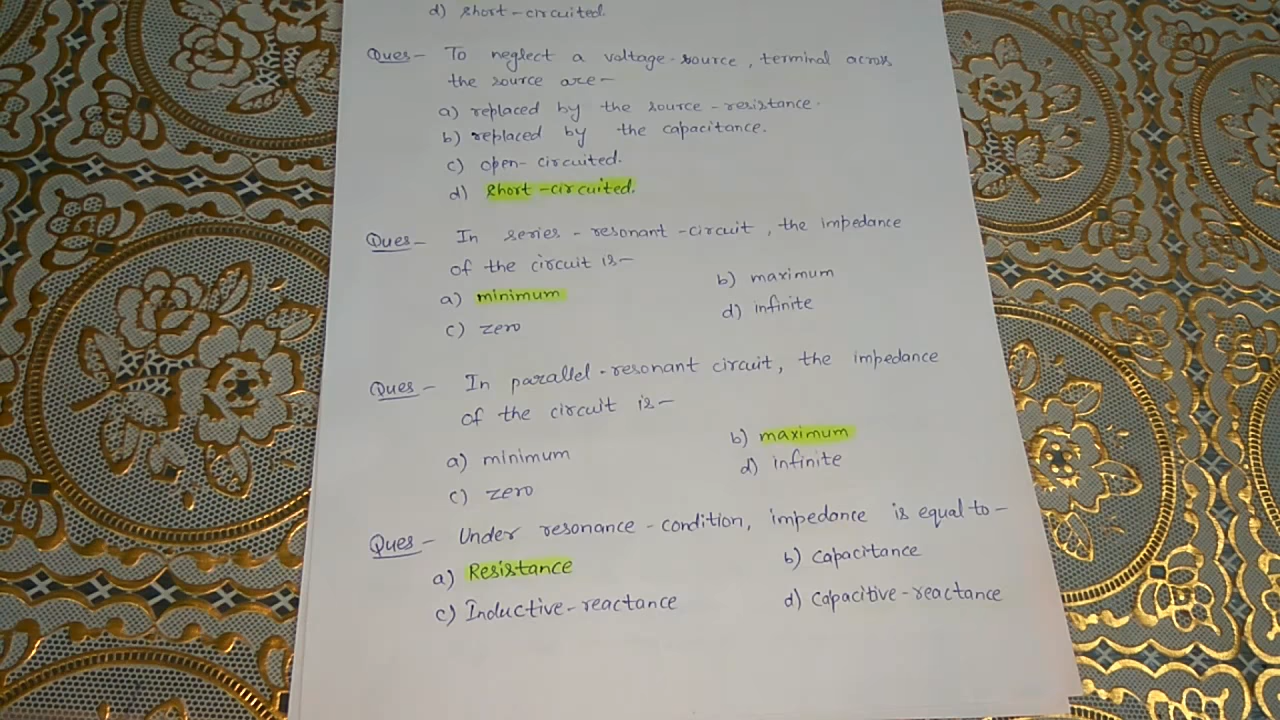 d) short-circuited.
Ques- To neglect a voltage-source, terminal across
the source are-
a) replaced by the source-resistance.
b) replaced by the capacitance.
c) open-circuited.
d) short-circuited.
Ques- In series-resonant-circuit, the impedance
of the circuit is-
a) minimum b) maximum
c) zero d) infinite
Ques- In parallel-resonant circuit, the impedance
of the circuit is-
a) minimum b) maximum
c) zero d) infinite
Ques- Under resonance-condition, impedance is equal to-
a) Resistance b) Capacitance
c) Inductive-reactance d) Capacitive-reactance